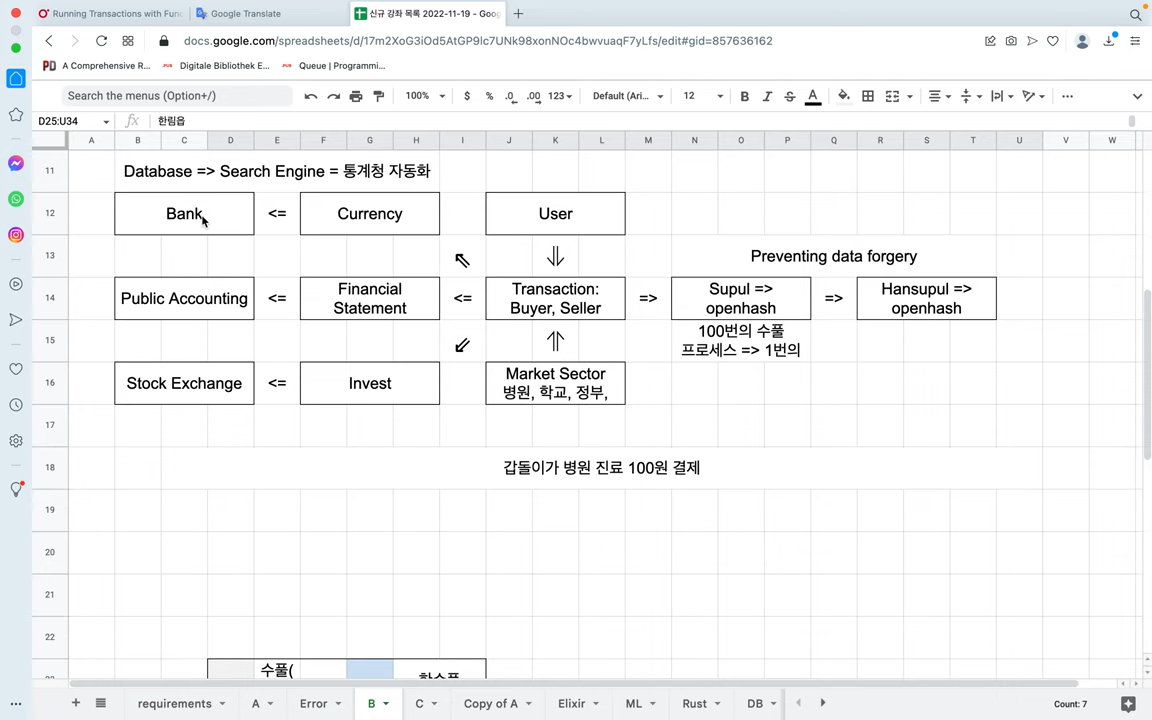 Running Transactions with Fun
Google Translate
신규 강좌 목록 2022-11-19 - Goog
docs.google.com/spreadsheets/d/17m2XoG3iOd5AtGP9lc7UNk98xonNOc4bwvuaqF7yLfs/edit#gid=857636162
PD A Comprehensive R...
PUB Digitale Bibliothek E...
PUB Queue | Programmi...
Search the menus (Option+/)
100%
$ % .0 .00 123
Default (Ari...
12
B I S A
D25:U34
fx 한림읍
A B C D E F G H I J K L M N O P Q R S T U V W
11 Database => Search Engine = 통계청 자동화
12 Bank <= Currency User
13 ⇖ ⇓ Preventing data forgery
14 Public Accounting <= Financial Statement <= Transaction: Buyer, Seller => Supul => openhash => Hansupul => openhash
15 ⇙ ⇑ 100번의 수풀
프로세스 => 1번의
16 Stock Exchange <= Invest Market Sector
병원, 학교, 정부,
17
18 갑돌이가 병원 진료 100원 결제
19
20
21
22
수풀(
requirements
A
Error
B
C
Copy of A
Elixir
ML
Rust
DB
Count: 7